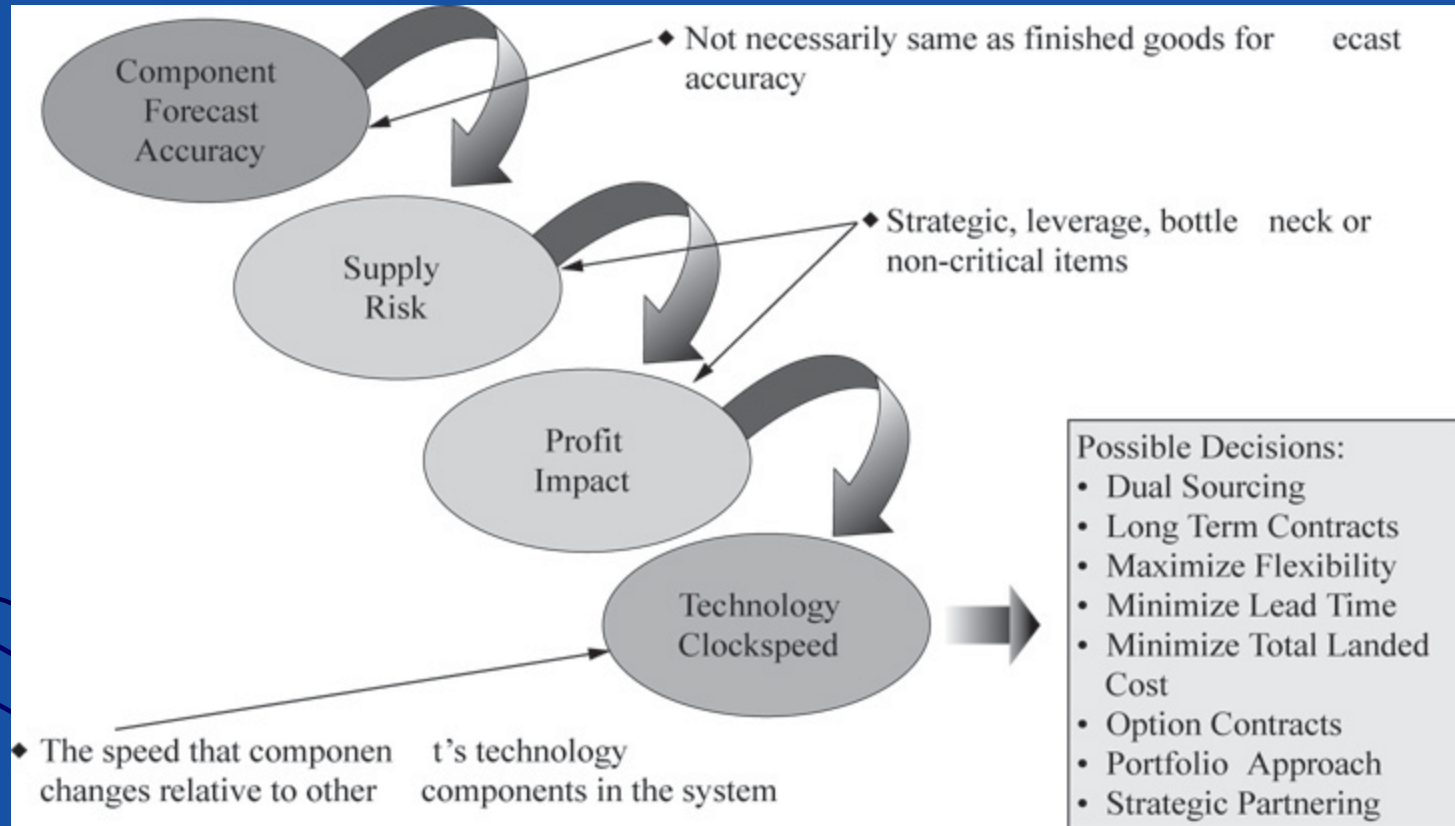 Component
Forecast
Accuracy
◆ Not necessarily same as finished goods for ecast
accuracy
Supply
Risk
◆ Strategic, leverage, bottle neck or
non-critical items
Profit
Impact
Technology
Clockspeed
Possible Decisions:
• Dual Sourcing
• Long Term Contracts
• Maximize Flexibility
• Minimize Lead Time
• Minimize Total Landed
Cost
• Option Contracts
• Portfolio Approach
• Strategic Partnering
◆ The speed that componen t’s technology
changes relative to other components in the system